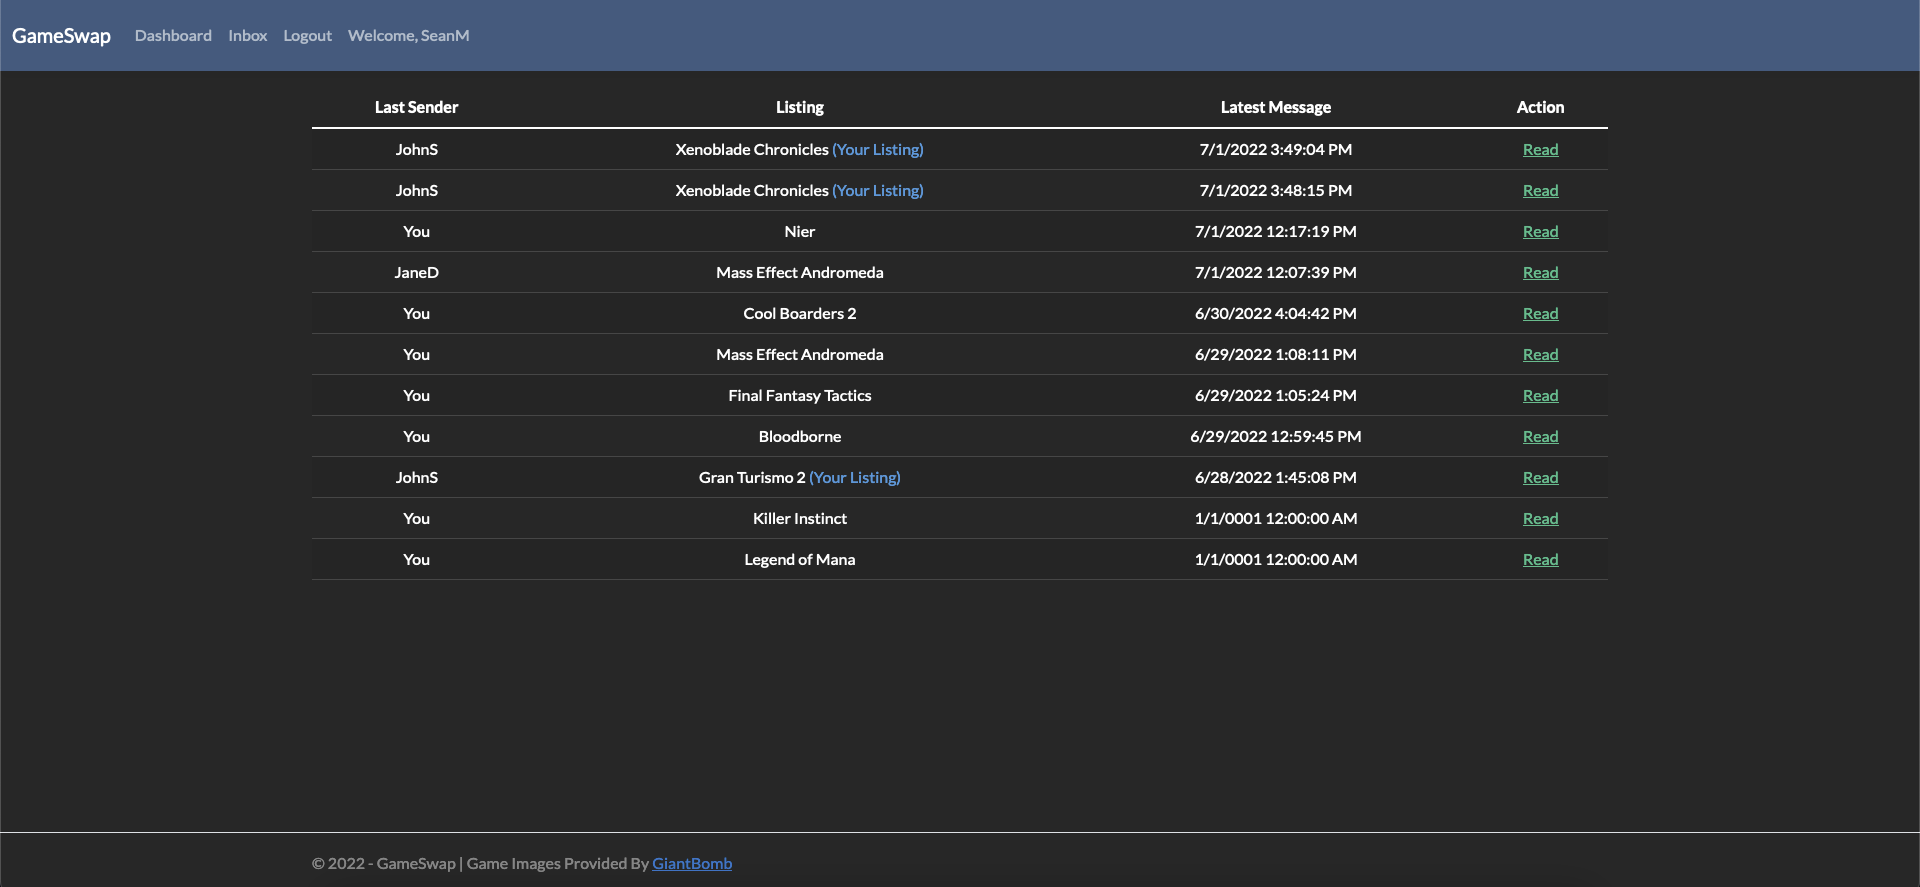 GameSwap Dashboard Inbox Logout Welcome, SeanM
Last Sender Listing Latest Message Action
JohnS Xenoblade Chronicles (Your Listing) 7/1/2022 3:49:04 PM Read
JohnS Xenoblade Chronicles (Your Listing) 7/1/2022 3:48:15 PM Read
You Nier 7/1/2022 12:17:19 PM Read
JaneD Mass Effect Andromeda 7/1/2022 12:07:39 PM Read
You Cool Boarders 2 6/30/2022 4:04:42 PM Read
You Mass Effect Andromeda 6/29/2022 1:08:11 PM Read
You Final Fantasy Tactics 6/29/2022 1:05:24 PM Read
You Bloodborne 6/29/2022 12:59:45 PM Read
JohnS Gran Turismo 2 (Your Listing) 6/28/2022 1:45:08 PM Read
You Killer Instinct 1/1/0001 12:00:00 AM Read
You Legend of Mana 1/1/0001 12:00:00 AM Read
© 2022 - GameSwap | Game Images Provided By GiantBomb